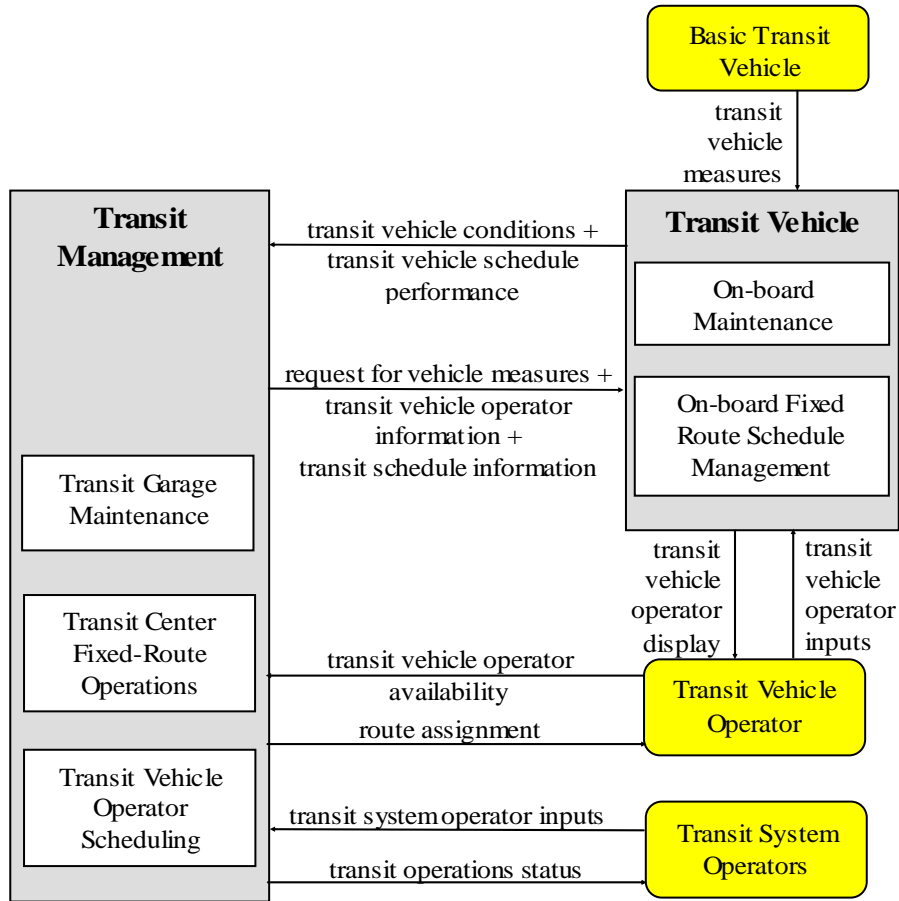 Basic Transit
Vehicle
transit
vehicle
measures
Transit
Management
transit vehicle conditions +
transit vehicle schedule
performance
Transit Vehicle
On-board
Maintenance
request for vehicle measures +
transit vehicle operator
information +
transit schedule information
On-board Fixed
Route Schedule
Management
Transit Garage
Maintenance
transit
vehicle
operator
display
transit
vehicle
operator
inputs
Transit Center
Fixed-Route
Operations
transit vehicle operator
availability
route assignment
Transit Vehicle
Operator
Transit Vehicle
Operator
Scheduling
transit system operator inputs
transit operations status
Transit System
Operators